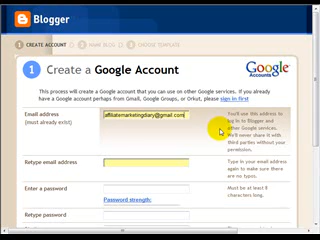 Blogger
1 CREATE ACCOUNT 2 NAME BLOG 3 CHOOSE TEMPLATE
1 Create a Google Account
Google
Accounts
This process will create a Google account that you can use on other Google services. If you already
have a Google account perhaps from Gmail, Google Groups, or Orkut, please sign in first
Email address
(must already exist)
affiliatemarketingdiary@gmail.com
You'll use this address to
log in to Blogger and
other Google services.
We'll never share it with
third parties without your
permission.
Retype email address
Type in your email address
again to make sure there
are no typos.
Enter a password
Must be at least 8
characters long.
Password strength:
Retype password